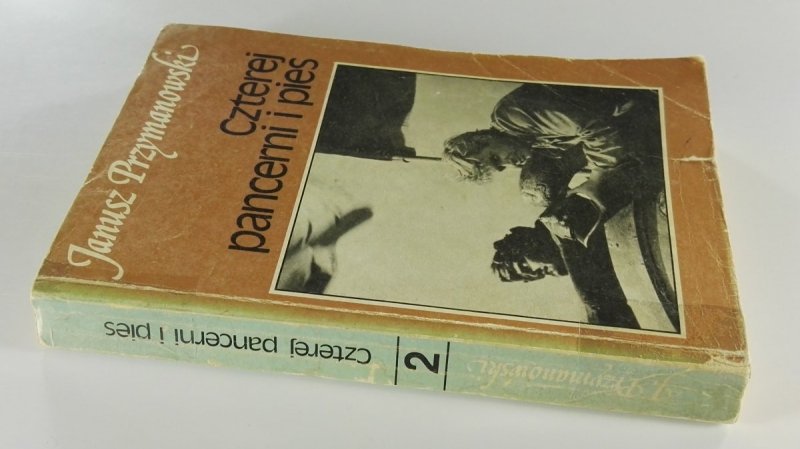 Janusz Przymanowski
Czterej
pancerni i pies
J. Przymanowski
2
Czterej pancerni i pies